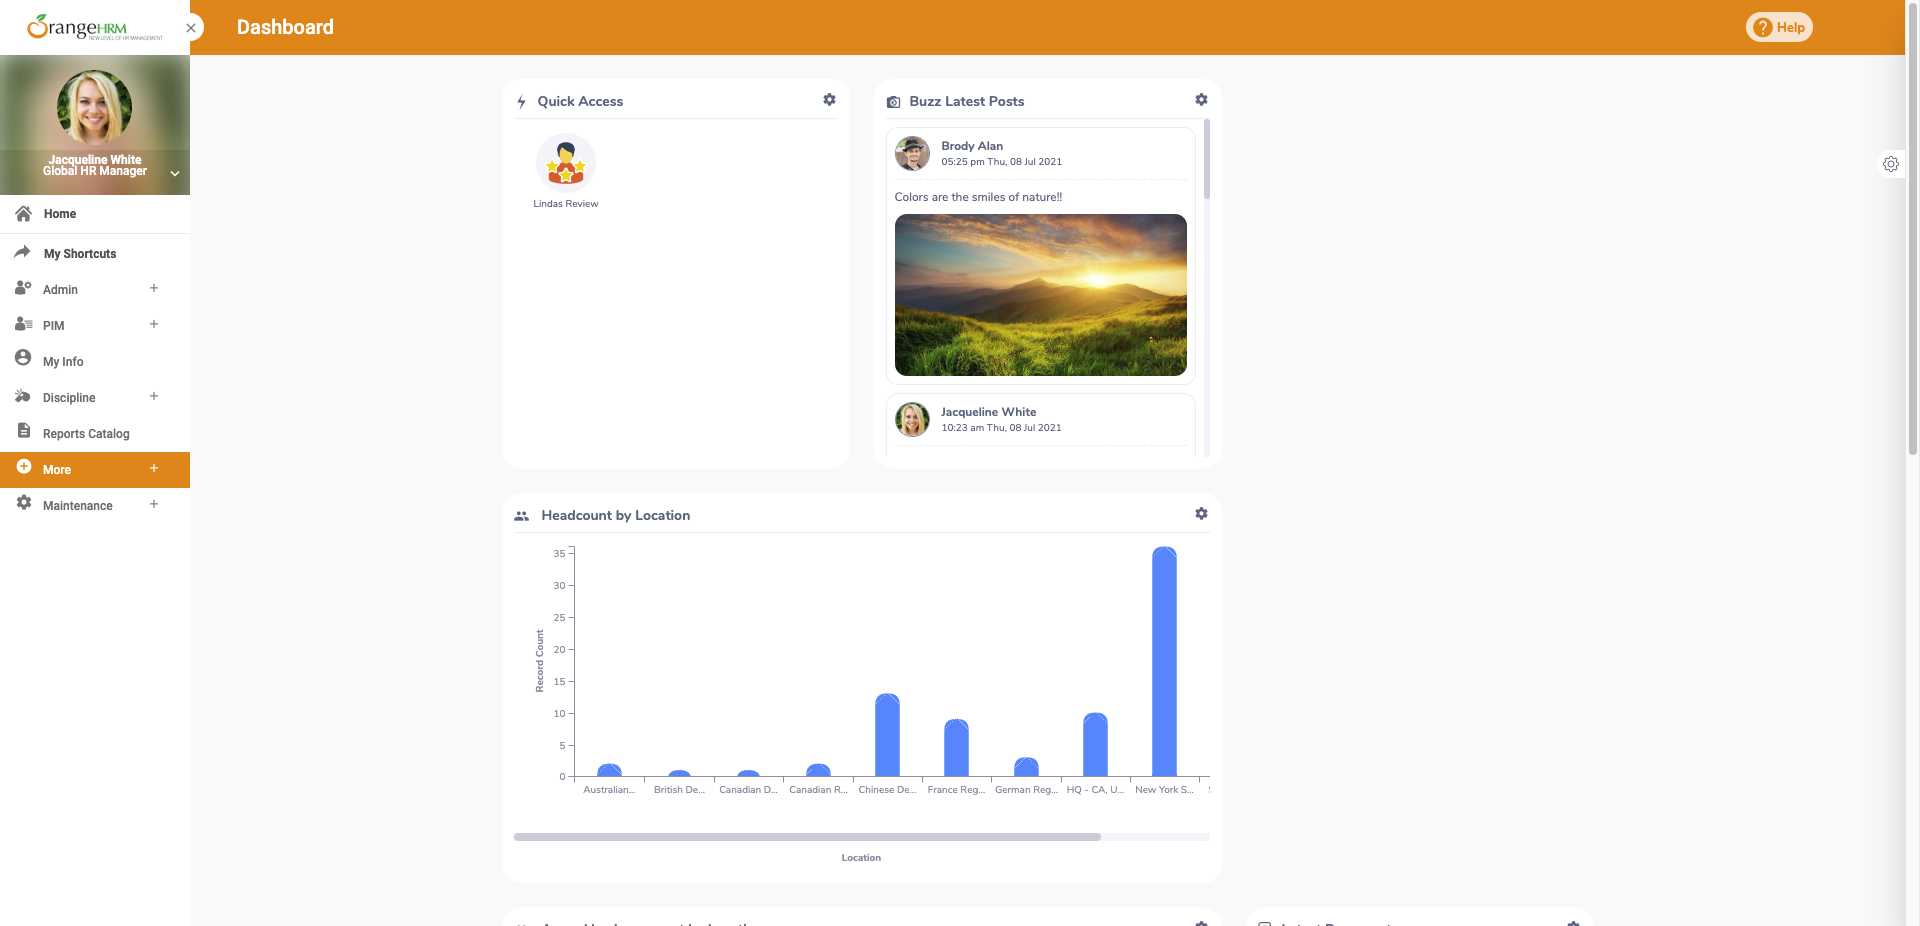 OrangeHRM
NEW LEVEL OF HR MANAGEMENT
Dashboard
Help
Jacqueline White
Global HR Manager
Home
My Shortcuts
Admin
PIM
My Info
Discipline
Reports Catalog
More
Maintenance
Quick Access
Lindas Review
Buzz Latest Posts
Brody Alan
05:25 pm Thu, 08 Jul 2021
Colors are the smiles of nature!!
Jacqueline White
10:23 am Thu, 08 Jul 2021
Headcount by Location
Record Count
35
30
25
20
15
10
5
0
Australian...
British De...
Canadian D...
Canadian R...
Chinese De...
France Reg...
German Reg...
HQ - CA, U...
New York S...
Location